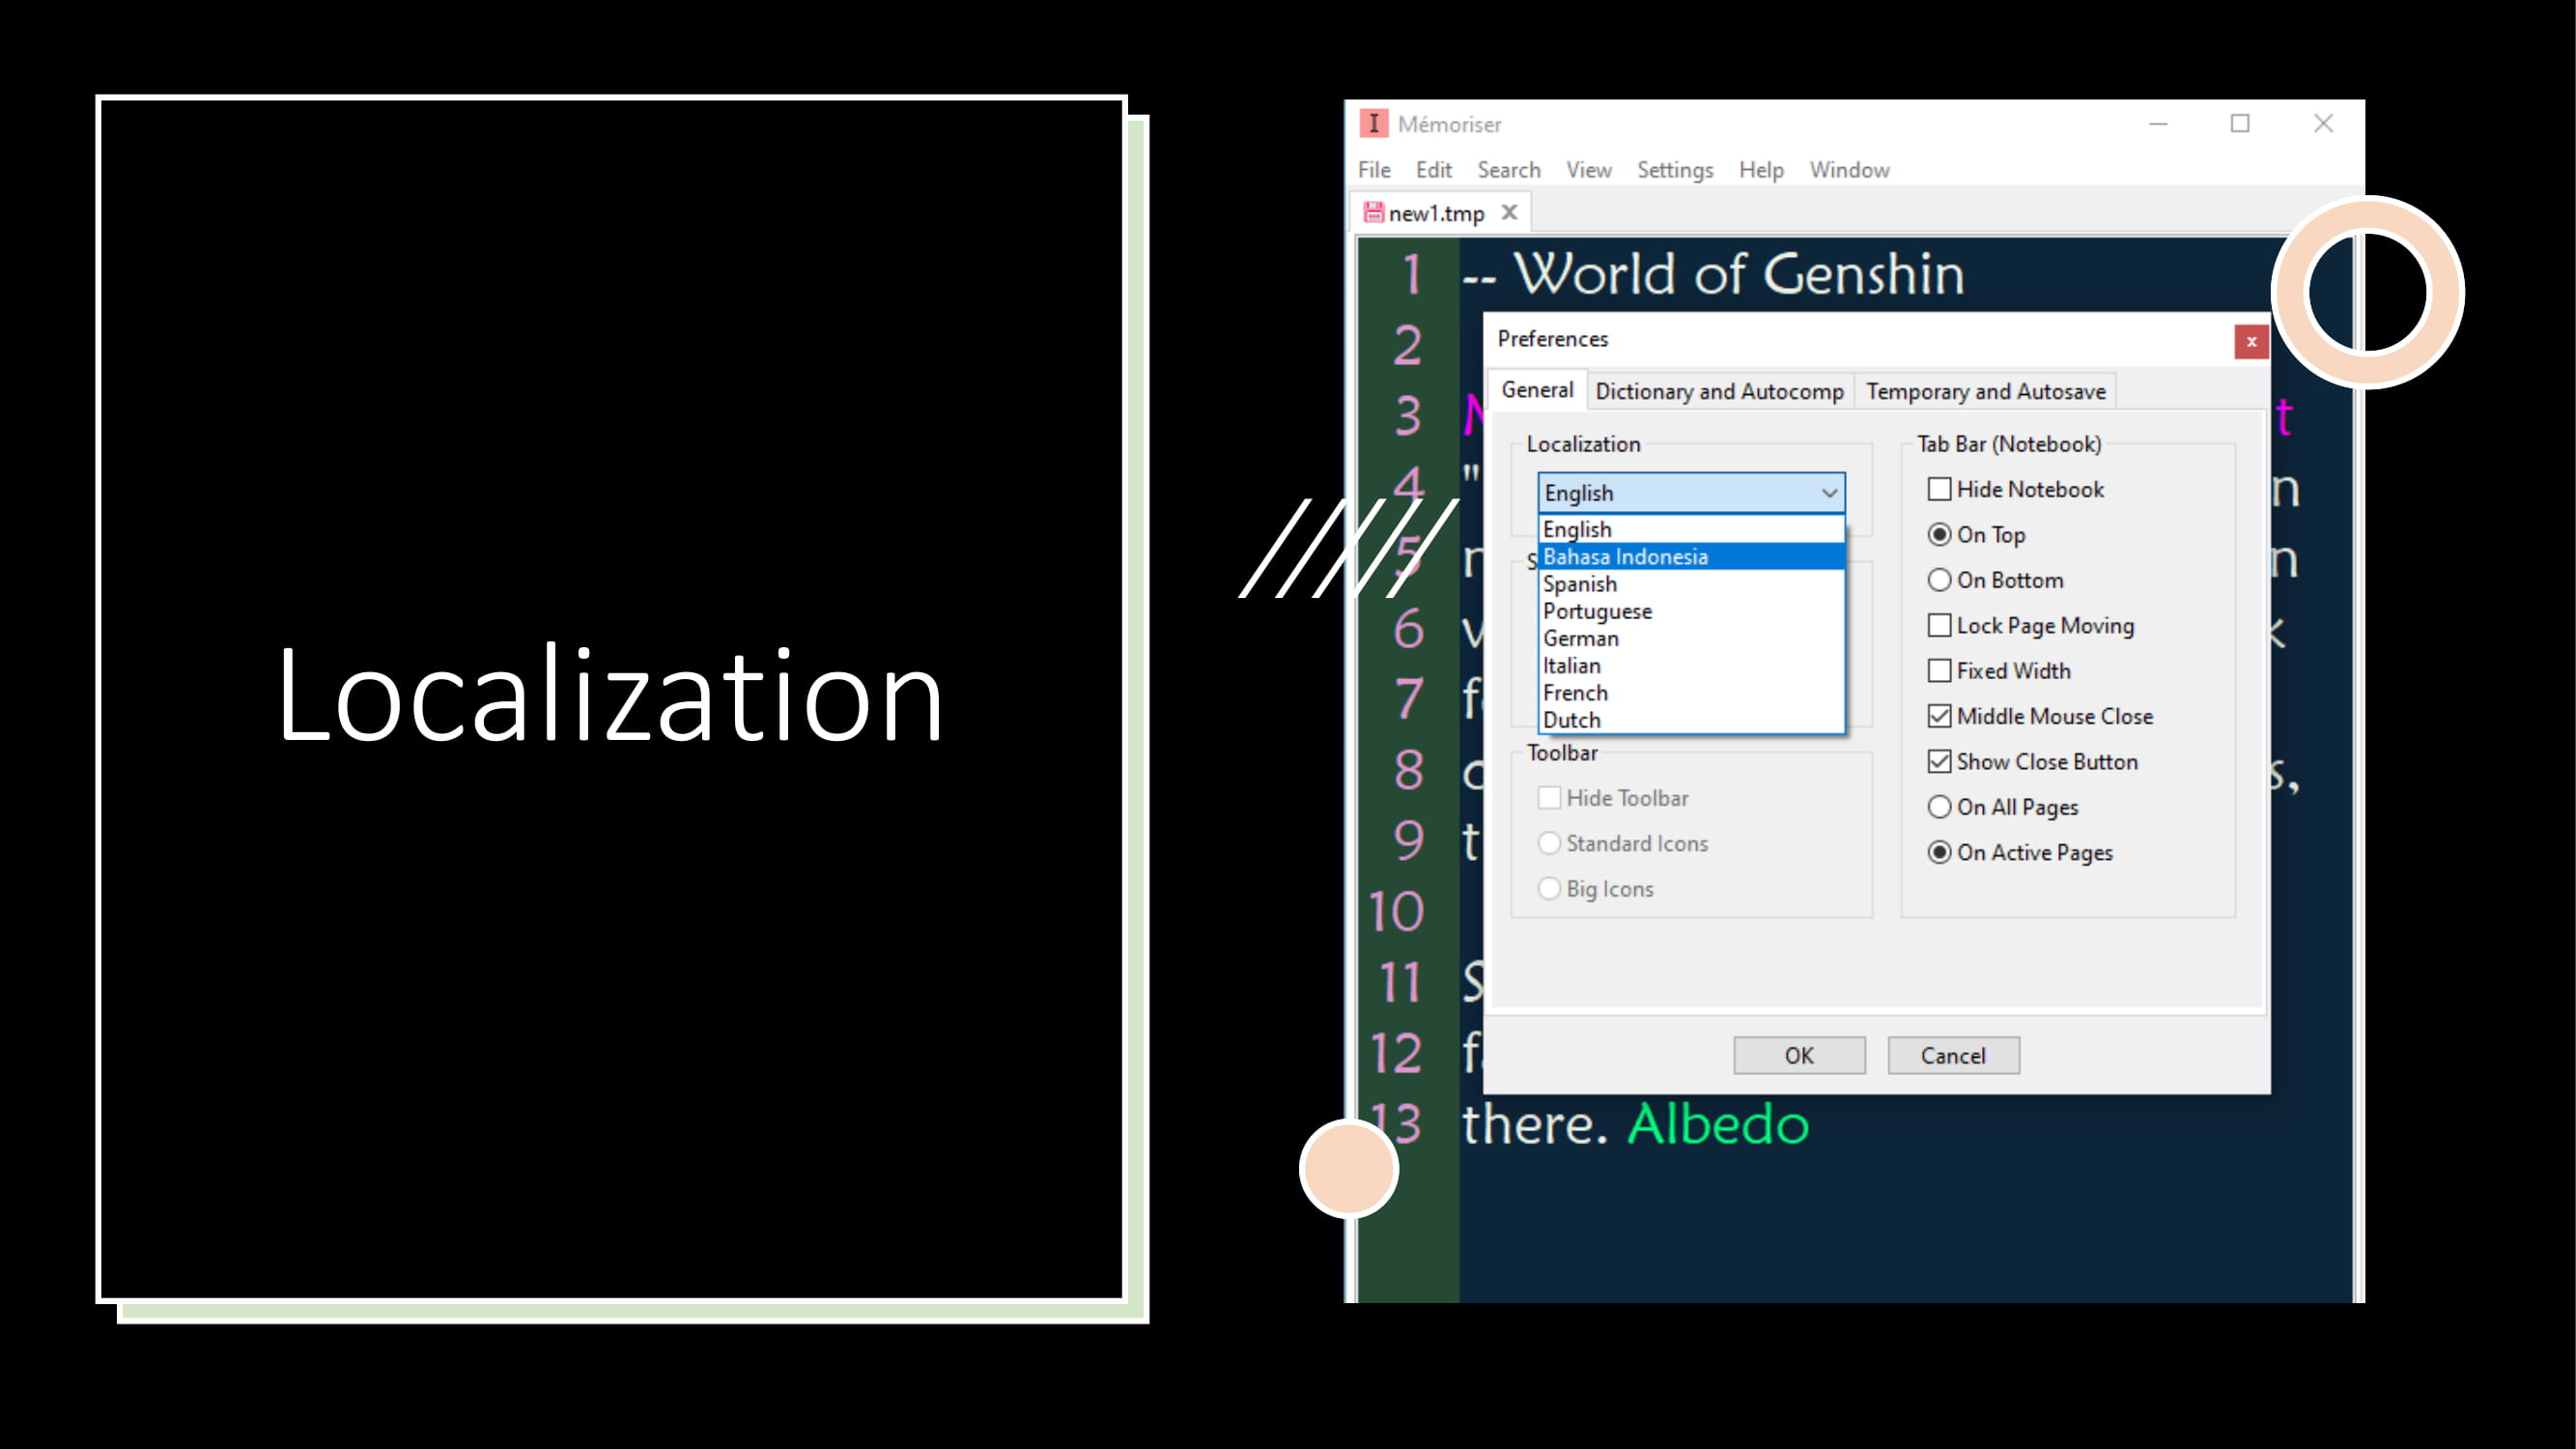 Localization
I Mémoriser
File Edit Search View Settings Help Window
new1.tmp
1 -- World of Genshin
2
3
4
5
6
7
8
9
10
11
12
13 there. Albedo
Preferences
General Dictionary and Autocomp Temporary and Autosave
Localization
English
English
Bahasa Indonesia
Spanish
Portuguese
German
Italian
French
Dutch
Toolbar
Hide Toolbar
Standard Icons
Big Icons
Tab Bar (Notebook)
Hide Notebook
On Top
On Bottom
Lock Page Moving
Fixed Width
Middle Mouse Close
Show Close Button
On All Pages
On Active Pages
OK Cancel